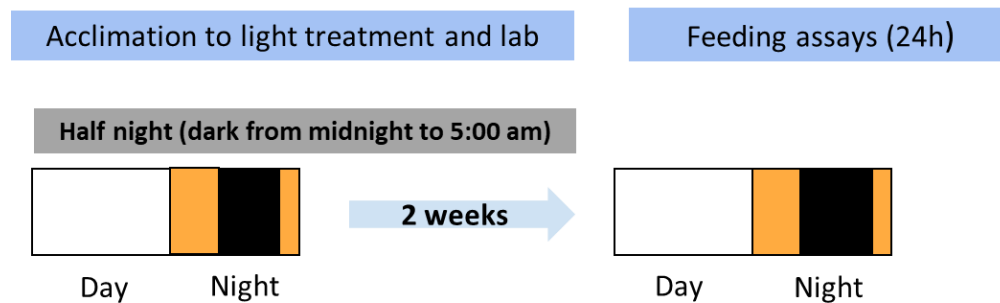 Acclimation to light treatment and lab
Feeding assays (24h)
Half night (dark from midnight to 5:00 am)
2 weeks
Day
Night
Day
Night